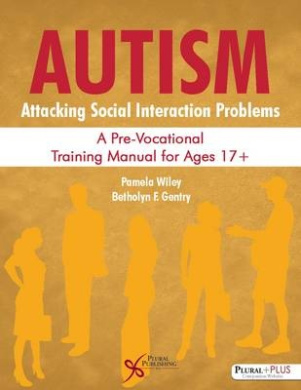 AUTISM
Attacking Social Interaction Problems
A Pre-Vocational
Training Manual for Ages 17+
Pamela Wiley
Betholyn F. Gentry
PLURAL
PUBLISHING
PLURAL+PLUS